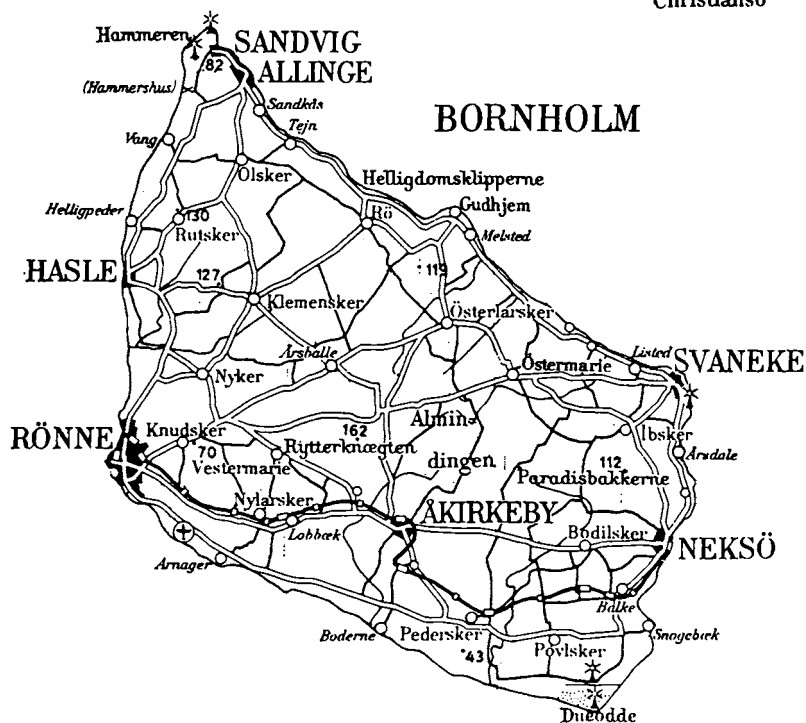 Christiansö
Hammeren
SANDVIG
ALLINGE
82
(Hammershus)
Sandkås
BORNHOLM
Tejn
Vang
Olsker
Helligdomsklipperne
Gudhjem
Helligpeder
130
Rutsker
Rö
Melsted
HASLE
127
119
Klemensker
Österlarsker
Årsballe
Listed
SVANEKE
Nyker
Östermarie
RÖNNE
Knudsker
162
Almin
Ibsker
70
Rytterknægten
Vestermarie
dingen
112
Årsdale
Paradisbakkerne
Nylarsker
ÅKIRKEBY
Lobbæk
Bodilsker
NEKSÖ
Arnager
Balke
Boderne
Pedersker
Snogebæk
43
Povlsker
Dueodde